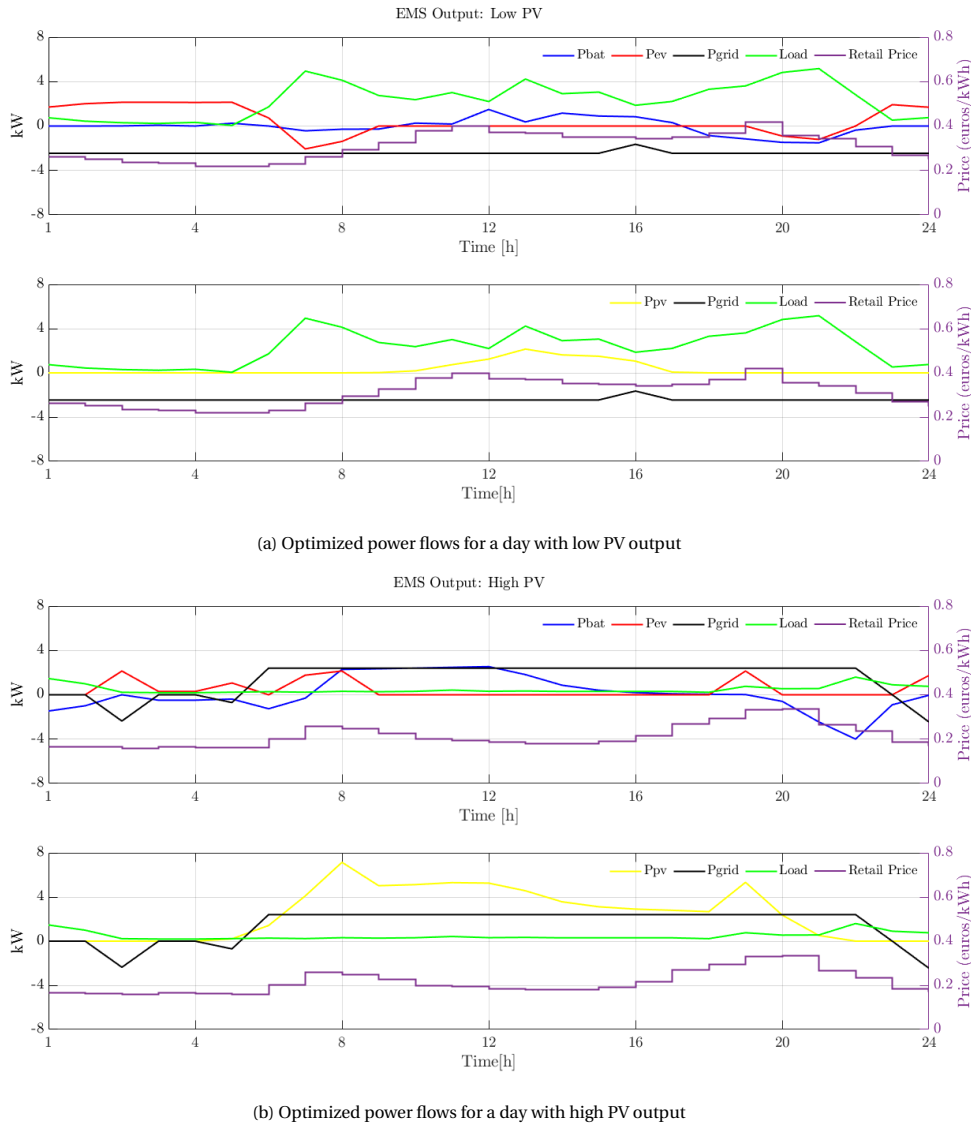 EMS Output: Low PV
Pbat Pev Pgrid Load Retail Price
8 4 0 -4 -8
kW
0.8 0.6 0.4 0.2 0
Price (euros/kWh)
1 4 8 12 16 20 24
Time [h]
Ppv Pgrid Load Retail Price
8 4 0 -4 -8
kW
0.8 0.6 0.4 0.2 0
Price (euros/kWh)
1 4 8 12 16 20 24
Time[h]
(a) Optimized power flows for a day with low PV output
EMS Output: High PV
Pbat Pev Pgrid Load Retail Price
8 4 0 -4 -8
kW
0.8 0.6 0.4 0.2 0
Price (euros/kWh)
1 4 8 12 16 20 24
Time [h]
Ppv Pgrid Load Retail Price
8 4 0 -4 -8
kW
0.8 0.6 0.4 0.2 0
Price (euros/kWh)
1 4 8 12 16 20 24
Time[h]
(b) Optimized power flows for a day with high PV output